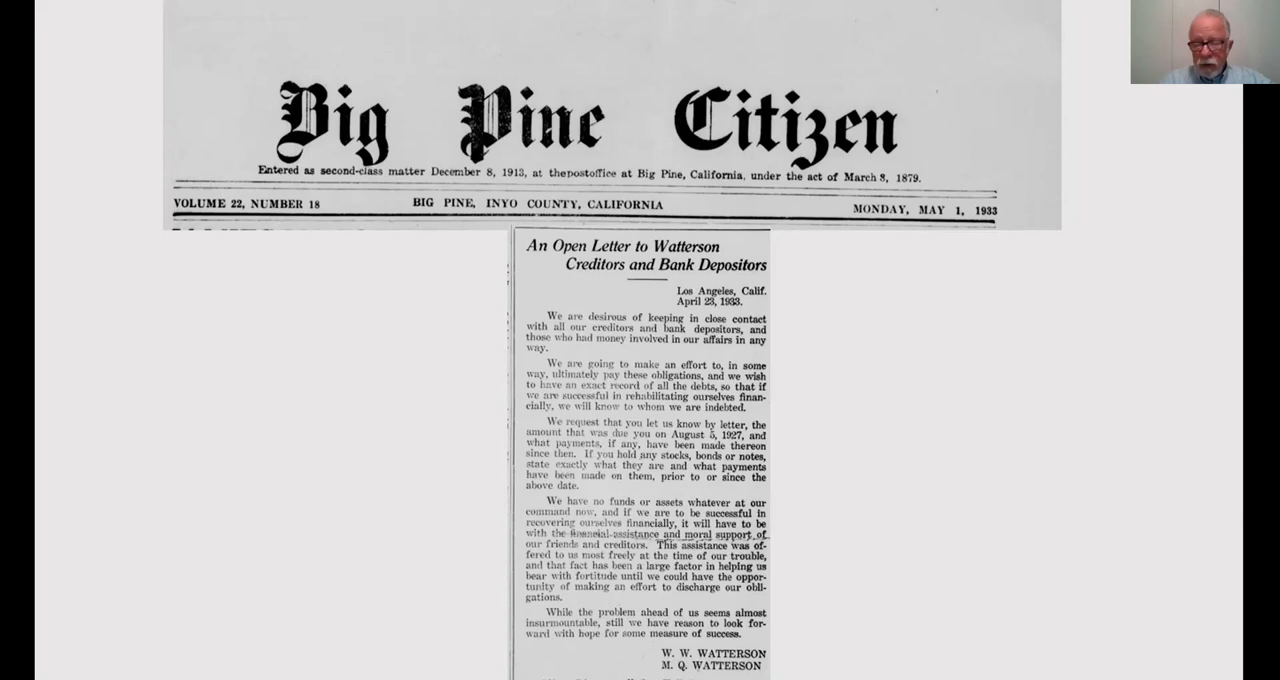 Big Pine Citizen
Entered as second-class matter December 8, 1913, at thepostoffice at Big Pine, California, under the act of March 8, 1879.
VOLUME 22, NUMBER 18 BIG PINE, INYO COUNTY, CALIFORNIA MONDAY, MAY 1, 1933
An Open Letter to Watterson
Creditors and Bank Depositors
Los Angeles, Calif.
April 23, 1933.
We are desirous of keeping in close contact
with all our creditors and bank depositors, and
those who had money involved in our affairs in any
way.
We are going to make an effort to, in some
way, ultimately pay these obligations, and we wish
to have an exact record of all the debts, so that if
we are successful in rehabilitating ourselves finan-
cially, we will know to whom we are indebted.
We request that you let us know by letter, the
amount that was due you on August 5, 1927, and
what payments, if any, have been made thereon
since then. If you hold any stocks, bonds or notes,
state exactly what they are and what payments
have been made on them, prior to or since the
above date.
We have no funds or assets whatever at our
command now, and if we are to be successful in
recovering ourselves financially, it will have to be
with the financial assistance and moral support of
our friends and creditors. This assistance was of-
fered to us most freely at the time of our trouble,
and that fact has been a large factor in helping us
bear with fortitude until we could have the oppor-
tunity of making an effort to discharge our obli-
gations.
While the problem ahead of us seems almost
insurmountable, still we have reason to look for-
ward with hope for some measure of success.
W. W. WATTERSON
M. Q. WATTERSON